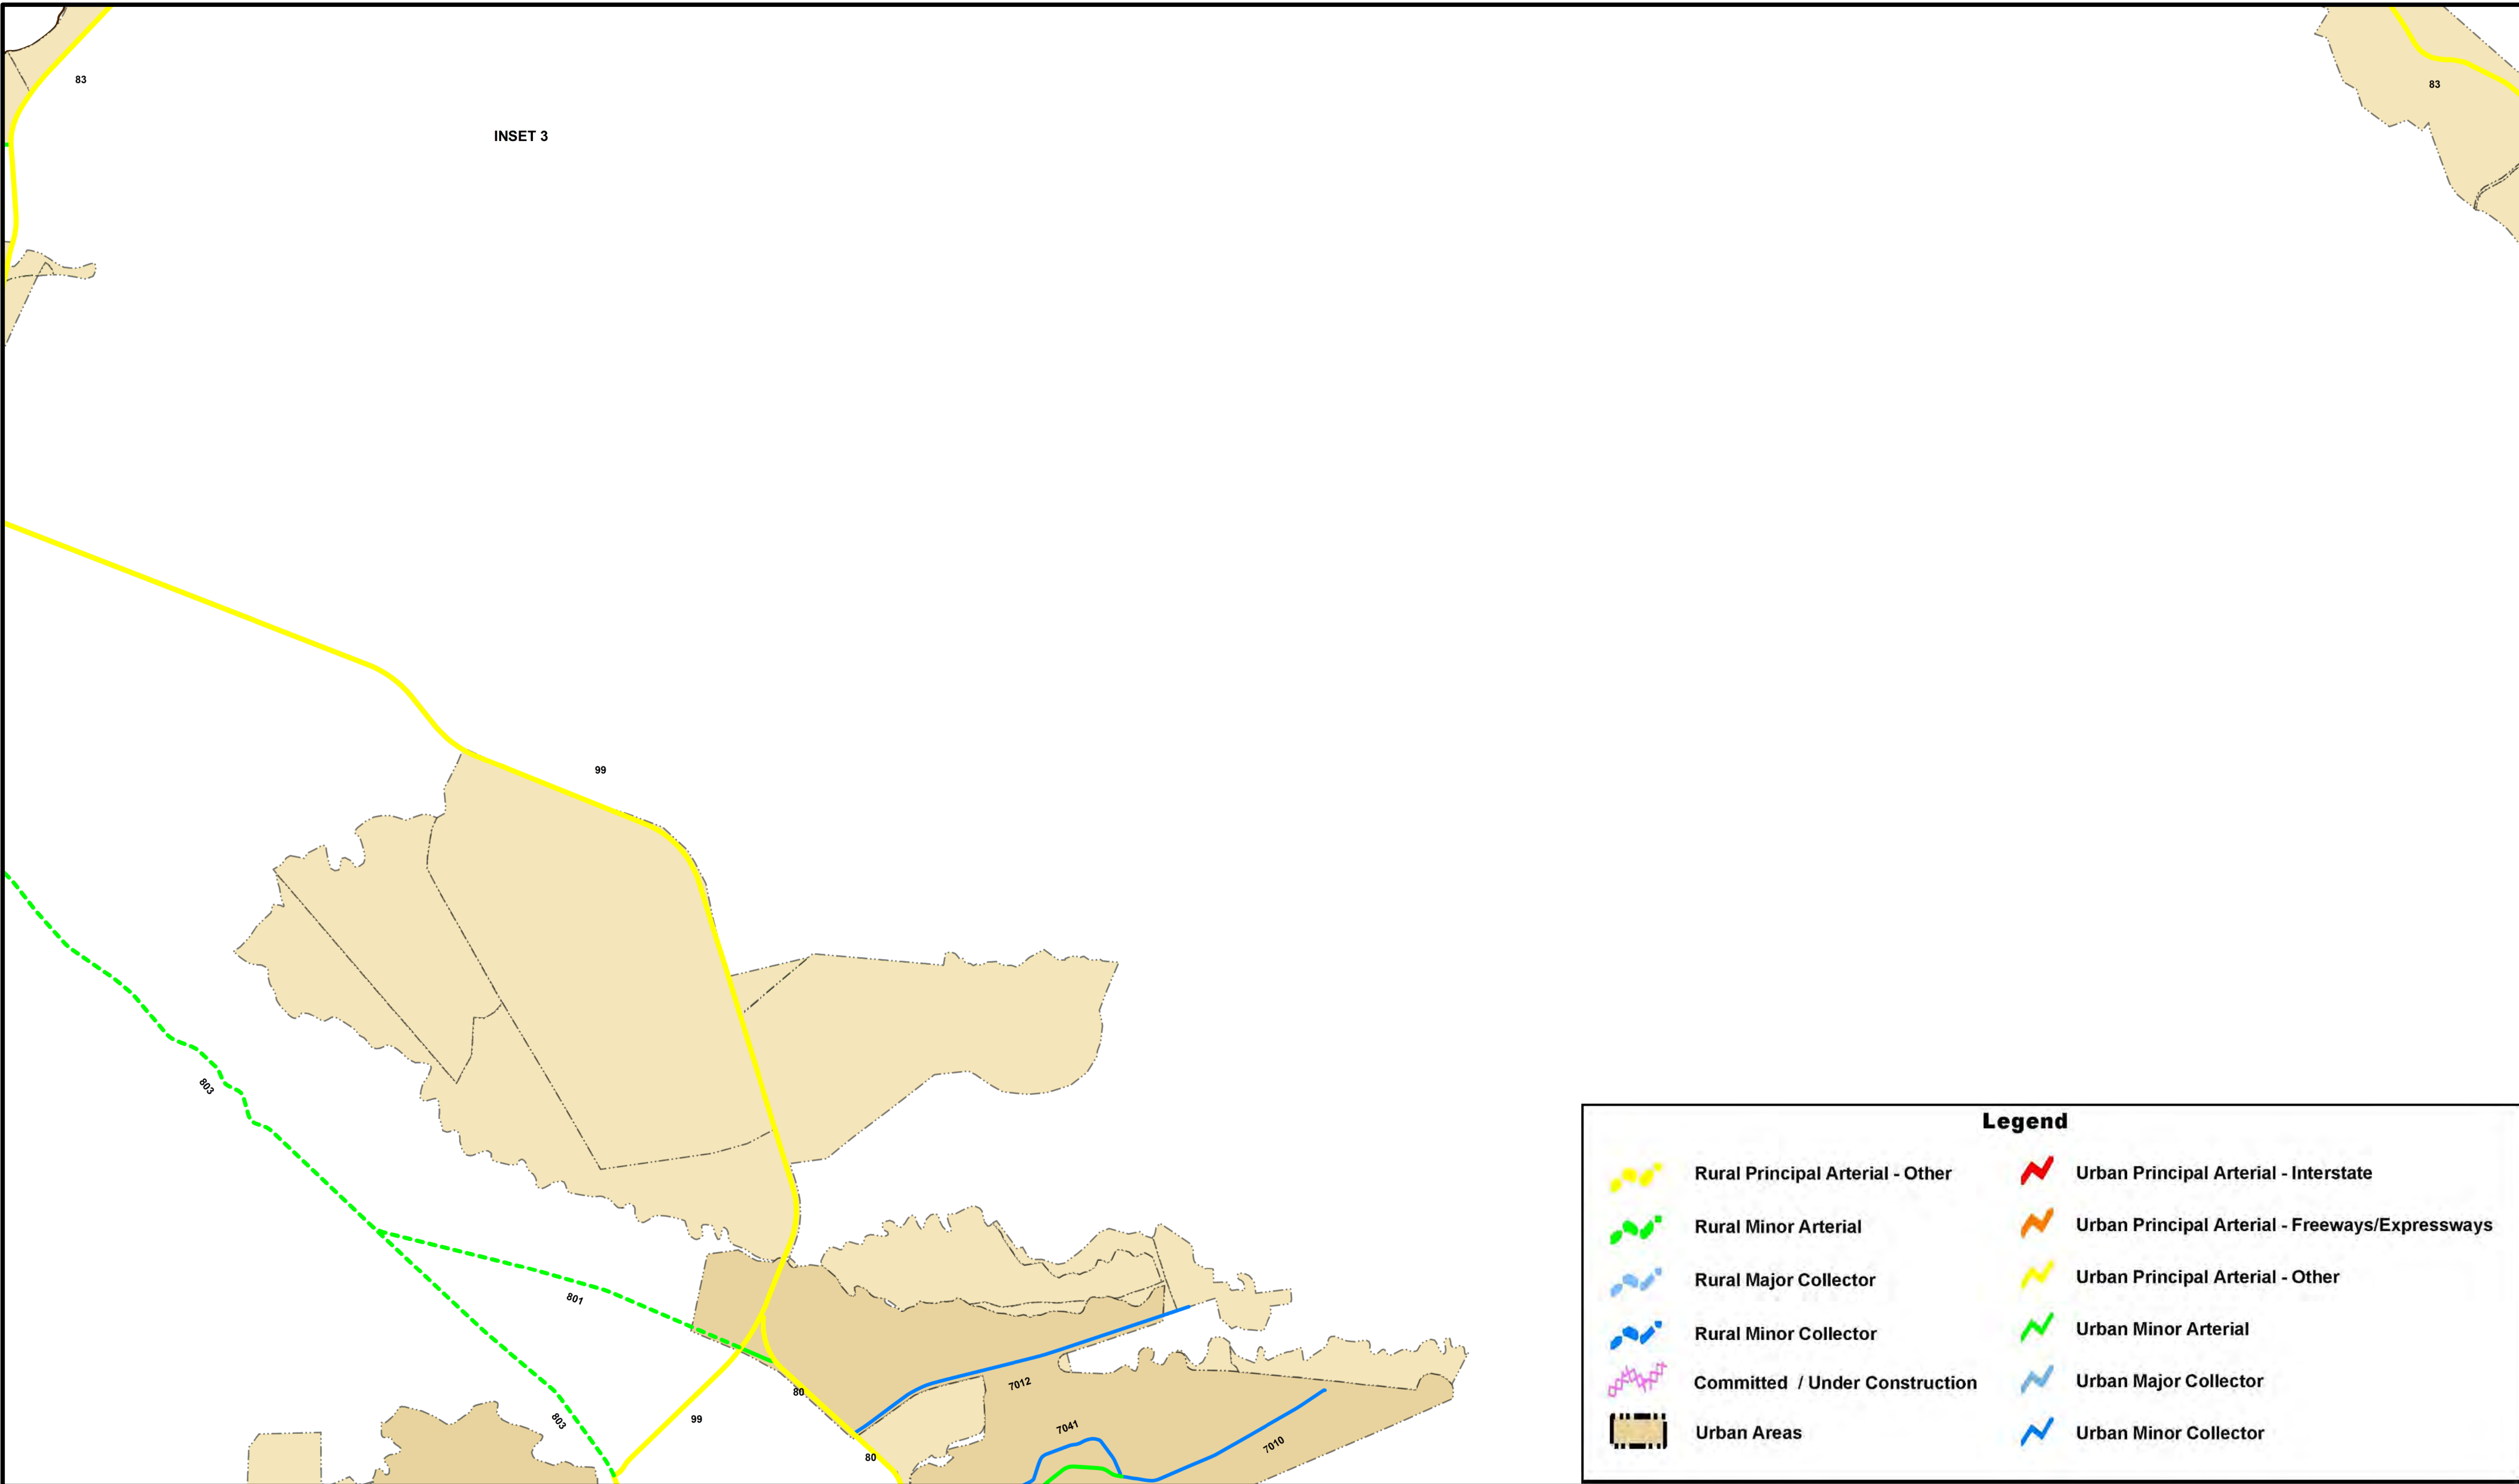 83
83
INSET 3
99
803
801
80
7012
99
803
7041
7010
80
Legend
Rural Principal Arterial - Other
Rural Minor Arterial
Rural Major Collector
Rural Minor Collector
Committed / Under Construction
Urban Areas
Urban Principal Arterial - Interstate
Urban Principal Arterial - Freeways/Expressways
Urban Principal Arterial - Other
Urban Minor Arterial
Urban Major Collector
Urban Minor Collector